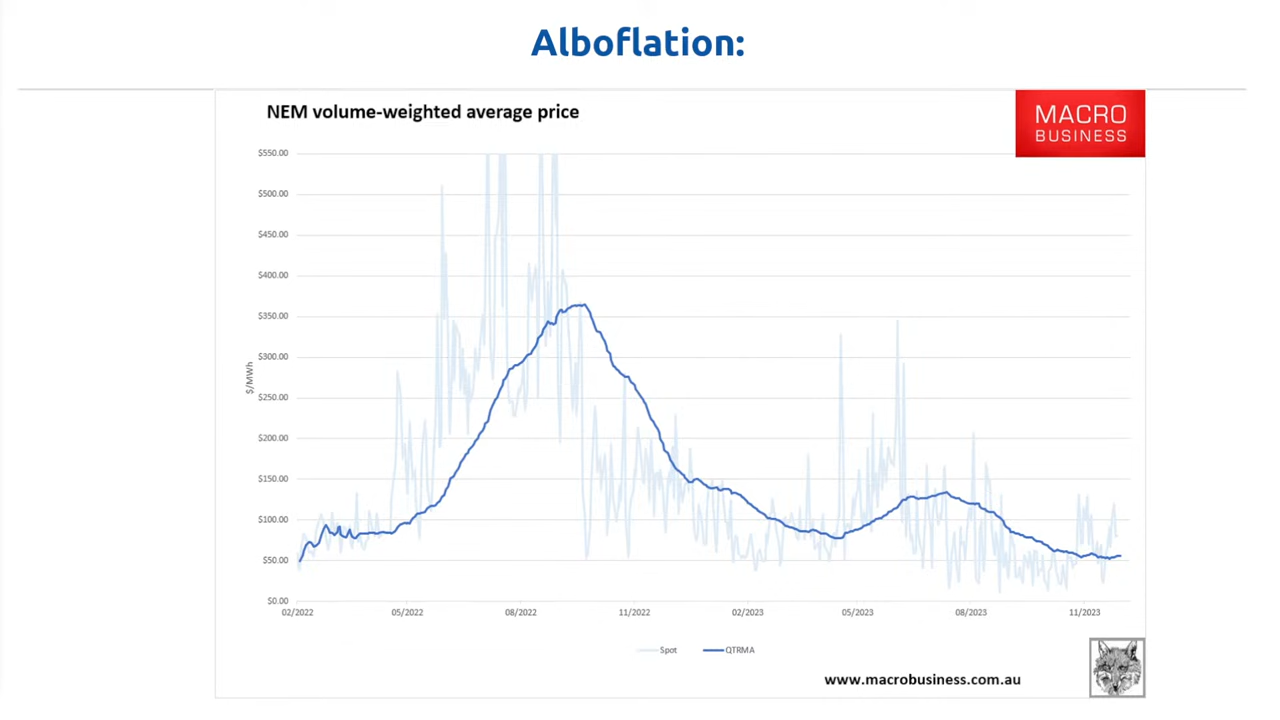 Alboflation:
NEM volume-weighted average price
MACRO
BUSINESS
$550.00
$500.00
$450.00
$400.00
$350.00
$300.00
$250.00
$200.00
$150.00
$100.00
$50.00
$0.00
$/MWh
02/2022 05/2022 08/2022 11/2022 02/2023 05/2023 08/2023 11/2023
Spot QTRMA
www.macrobusiness.com.au